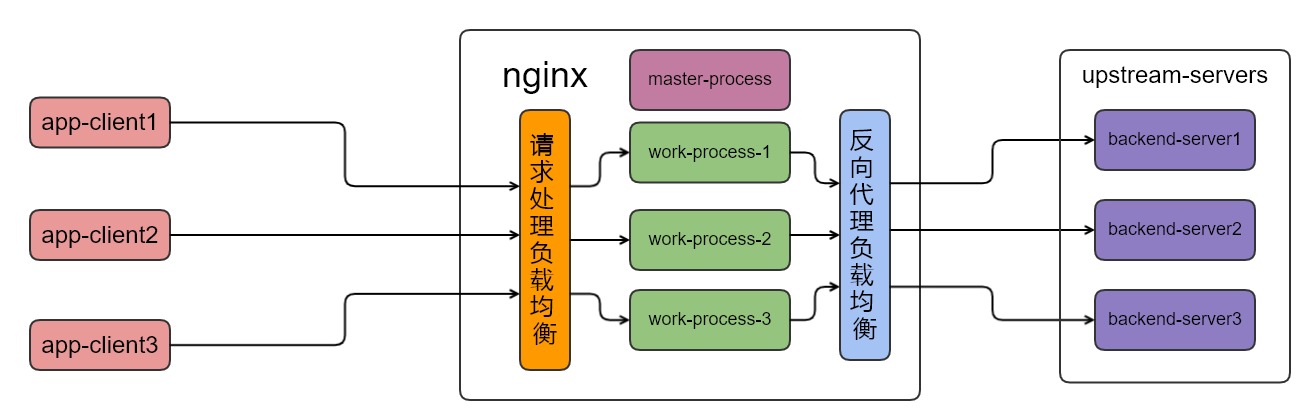 app-client1
app-client2
app-client3
nginx
请求处理负载均衡
master-process
work-process-1
work-process-2
work-process-3
反向代理负载均衡
upstream-servers
backend-server1
backend-server2
backend-server3